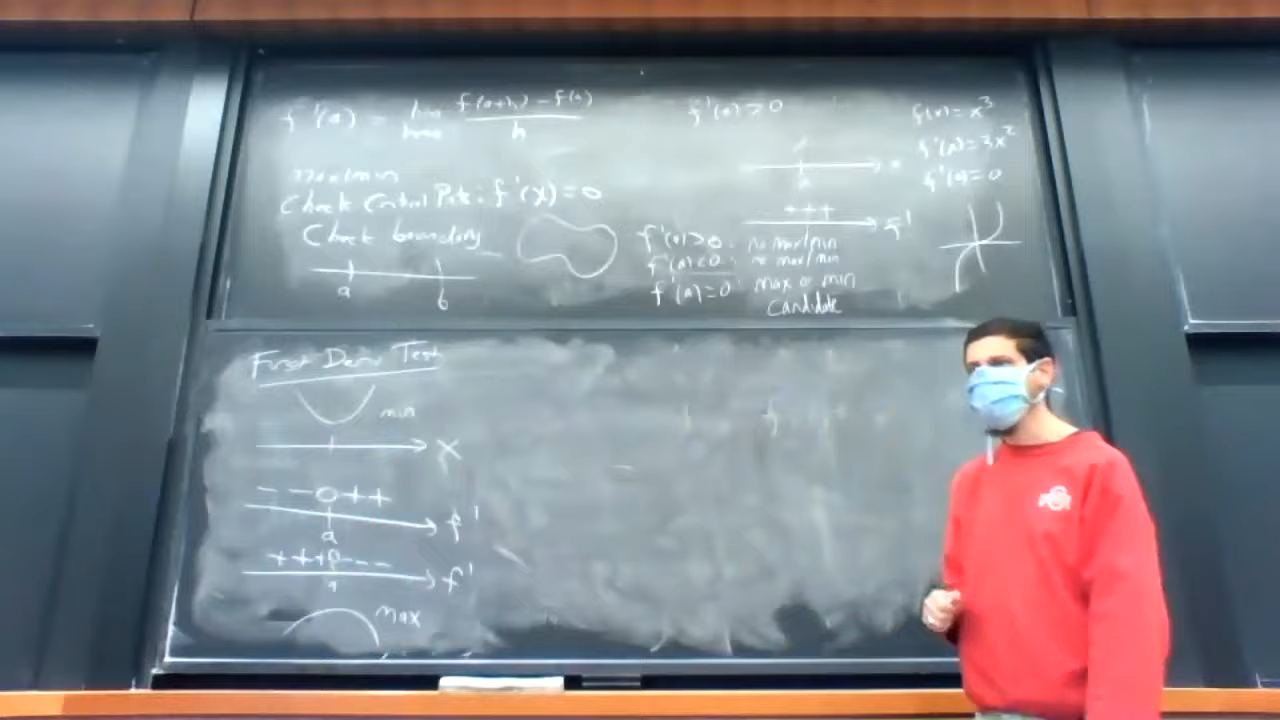 f'(a) = lim f(a+h) - f(a)
h
max/min
Check Critical Pts: f'(x) = 0
Check boundary
a b
f'(a) > 0
+++
f'
f'(a) > 0 : no max/min
f'(a) < 0 : no max/min
f'(a) = 0 : max or min
Candidate
f(x) = x³
f'(x) = 3x²
f'(0) = 0
First Deriv Test
min
x
- - 0 + +
f'
a
+ + + 0 - - -
f'
a
max